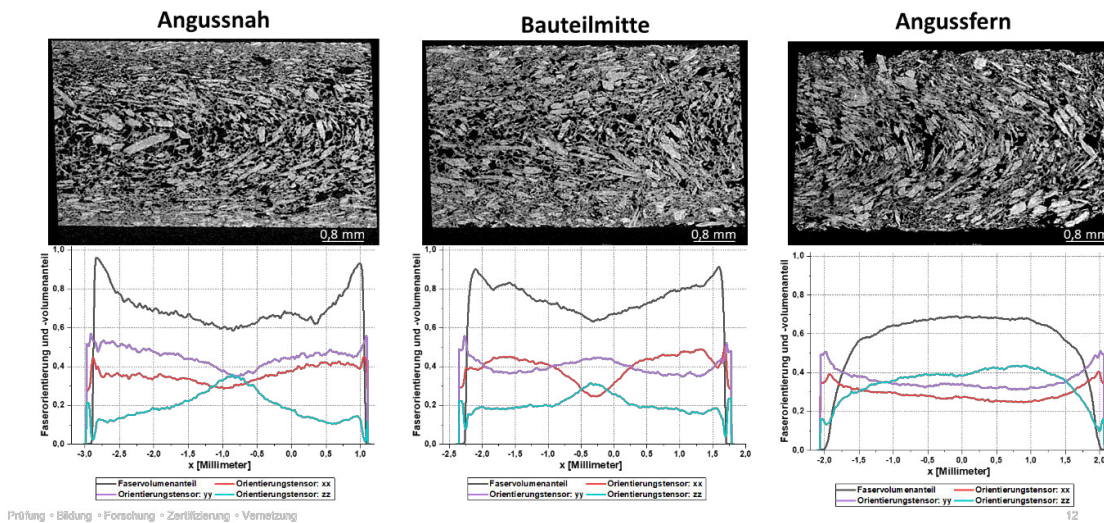 Angussnah
Bauteilmitte
Angussfern
0,8 mm
0,8 mm
0,8 mm
Faserorientierung und -volumenanteil
1,0
0,8
0,6
0,4
0,2
0,0
-3,0 -2,5 -2,0 -1,5 -1,0 -0,5 0,0 0,5 1,0
x [Millimeter]
Faservolumenanteil Orientierungstensor: xx
Orientierungstensor: yy Orientierungstensor: zz
Faserorientierung und -volumenanteil
1,0
0,8
0,6
0,4
0,2
0,0
-2,5 -2,0 -1,5 -1,0 -0,5 0,0 0,5 1,0 1,5 2,0
x [Millimeter]
Faservolumenanteil Orientierungstensor: xx
Orientierungstensor: yy Orientierungstensor: zz
Faserorientierung und -volumenanteil
1,0
0,8
0,6
0,4
0,2
0,0
-2,0 -1,5 -1,0 -0,5 0,0 0,5 1,0 1,5 2,0
x [Millimeter]
Faservolumenanteil Orientierungstensor: xx
Orientierungstensor: yy Orientierungstensor: zz
Prüfung ▫ Bildung ▫ Forschung ▫ Zertifizierung ▫ Vernetzung
12